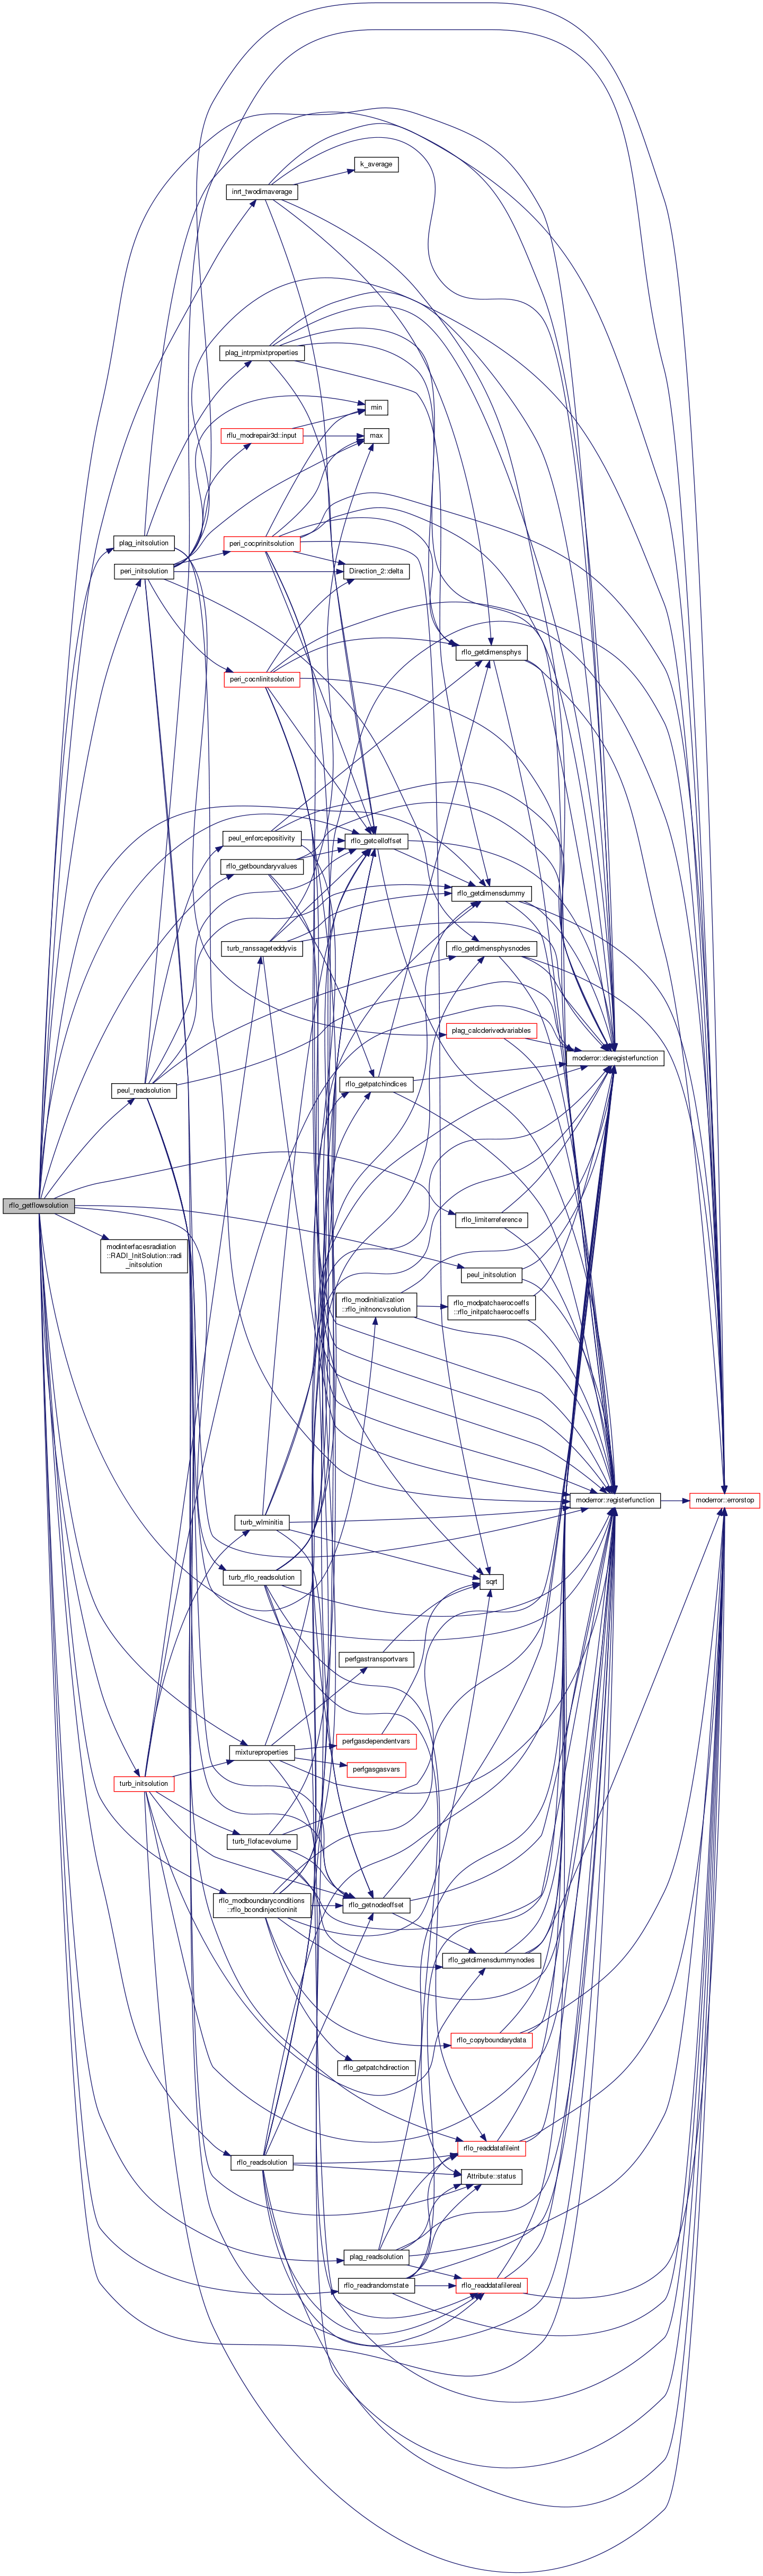 k_average
inrt_twodimaverage
plag_intrpmixtproperties
min
rflu_modrepair3d::input
max
plag_initsolution
peri_cocprinitsolution
peri_initsolution
Direction_2::delta
rflo_getdimensphys
peri_cocnlinitsolution
peul_enforcepositivity
rflo_getcelloffset
rflo_getboundaryvalues
rflo_getdimensdummy
turb_ranssageteddyvis
rflo_getdimensphysnodes
plag_calcderivedvariables
moderror::deregisterfunction
rflo_getpatchindices
peul_readsolution
rflo_getflowsolution
rflo_limiterreference
modinterfacesradiation
::RADI_InitSolution::radi
_initsolution
peul_initsolution
rflo_modinitialization
::rflo_initnoncvsolution
rflo_modpatchaerocoeffs
::rflo_initpatchaerocoeffs
moderror::registerfunction
moderror::errorstop
turb_wlminitia
turb_rflo_readsolution
sqrt
perfgastransportvars
perfgasdependentvars
mixtureproperties
perfgasgasvars
turb_initsolution
turb_flofacevolume
rflo_modboundaryconditions
::rflo_bcondinjectioninit
rflo_getnodeoffset
rflo_getdimensdummynodes
rflo_copyboundarydata
rflo_getpatchdirection
rflo_readdatafileint
rflo_readsolution
Attribute::status
plag_readsolution
rflo_readrandomstate
rflo_readdatafilereal